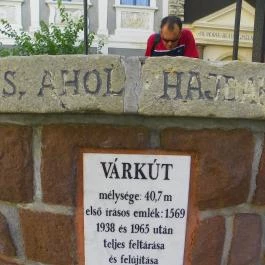 S. AHOL HAJDAN
VÁRKÚT
mélysége: 40,7 m
első írásos emlék: 1569
1938 és 1965 után
teljes feltárása
és felújítása